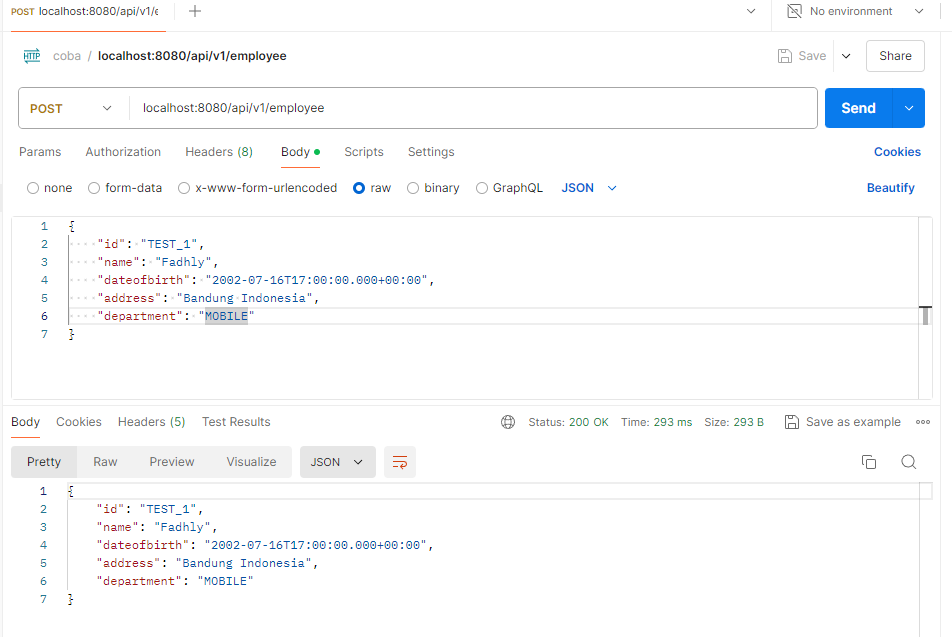 POST localhost:8080/api/v1/e No environment
coba / localhost:8080/api/v1/employee Save Share
POST localhost:8080/api/v1/employee Send
Params Authorization Headers (8) Body Scripts Settings Cookies
none form-data x-www-form-urlencoded raw binary GraphQL JSON Beautify
1 {
2 "id": "TEST_1",
3 "name": "Fadhly",
4 "dateofbirth": "2002-07-16T17:00:00.000+00:00",
5 "address": "Bandung Indonesia",
6 "department": "MOBILE"
7 }
Body Cookies Headers (5) Test Results Status: 200 OK Time: 293 ms Size: 293 B Save as example
Pretty Raw Preview Visualize JSON
1 {
2 "id": "TEST_1",
3 "name": "Fadhly",
4 "dateofbirth": "2002-07-16T17:00:00.000+00:00",
5 "address": "Bandung Indonesia",
6 "department": "MOBILE"
7 }